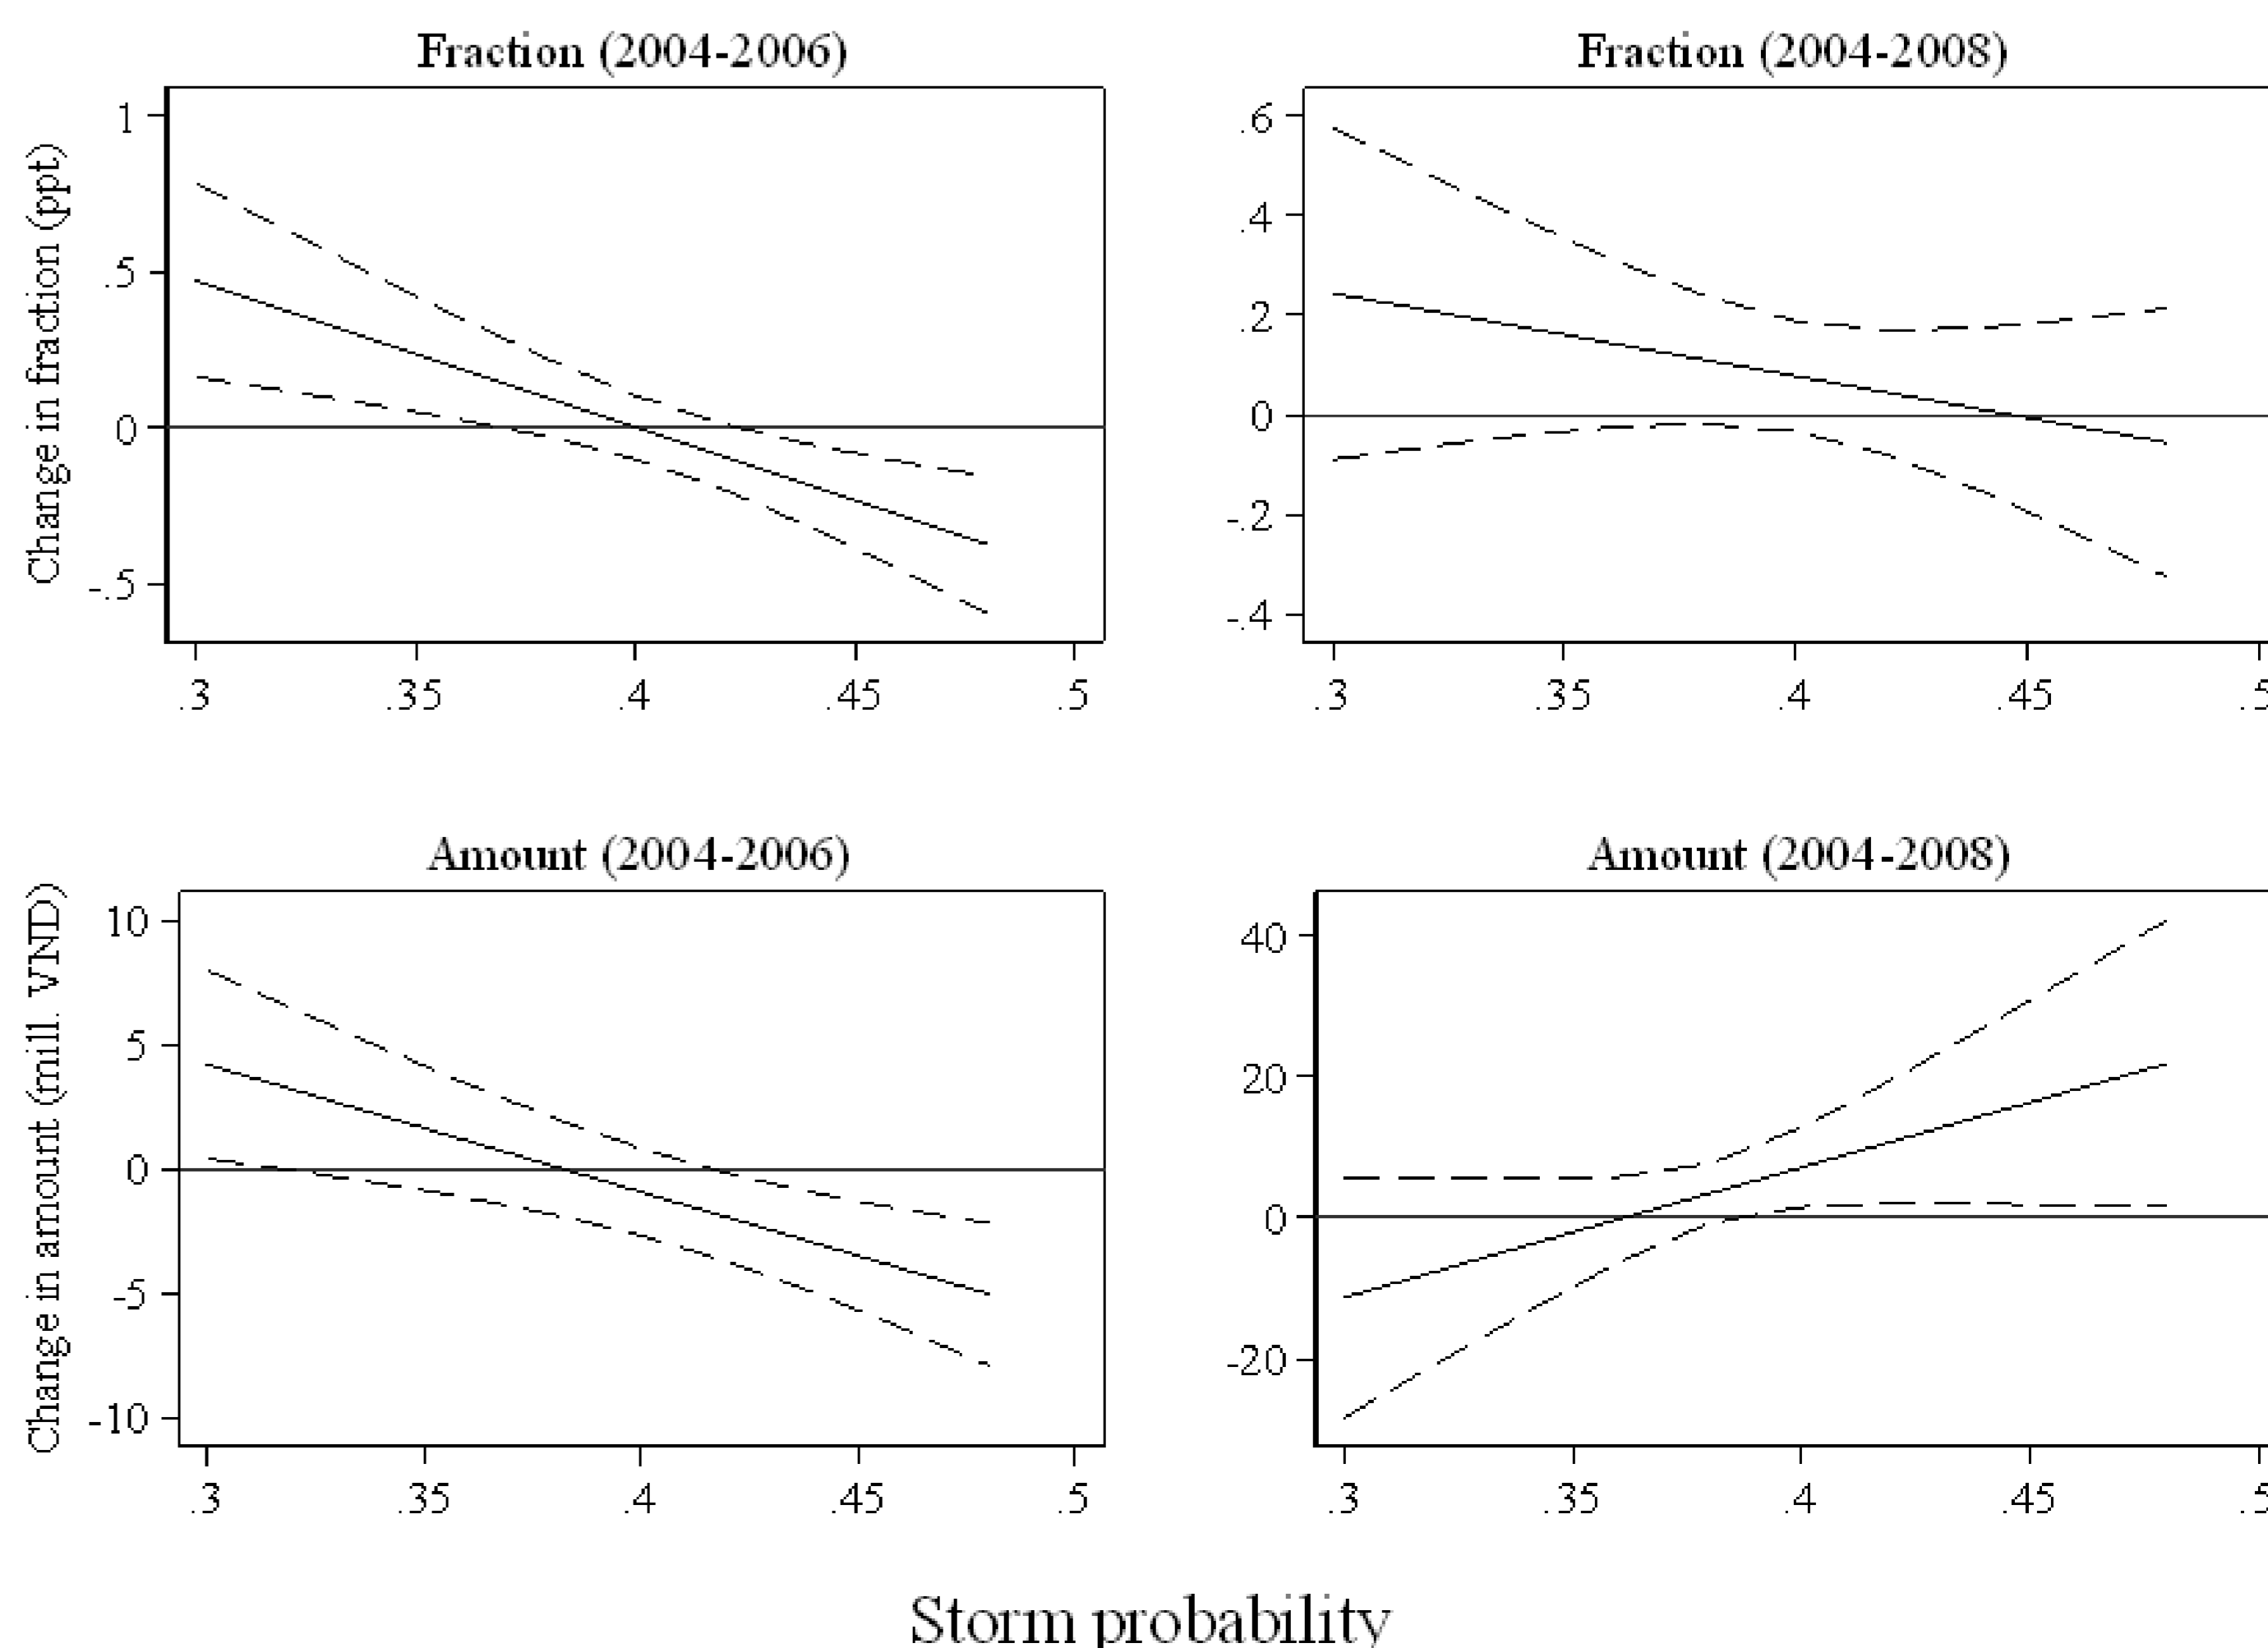 Fraction (2004-2006)
Change in fraction (ppt)
1
.5
0
-.5
.3 .35 .4 .45 .5
Fraction (2004-2008)
.6
.4
.2
0
-.2
-.4
.3 .35 .4 .45 .5
Amount (2004-2006)
Change in amount (mill. VND)
10
5
0
-5
-10
.3 .35 .4 .45 .5
Amount (2004-2008)
40
20
0
-20
.3 .35 .4 .45 .5
Storm probability